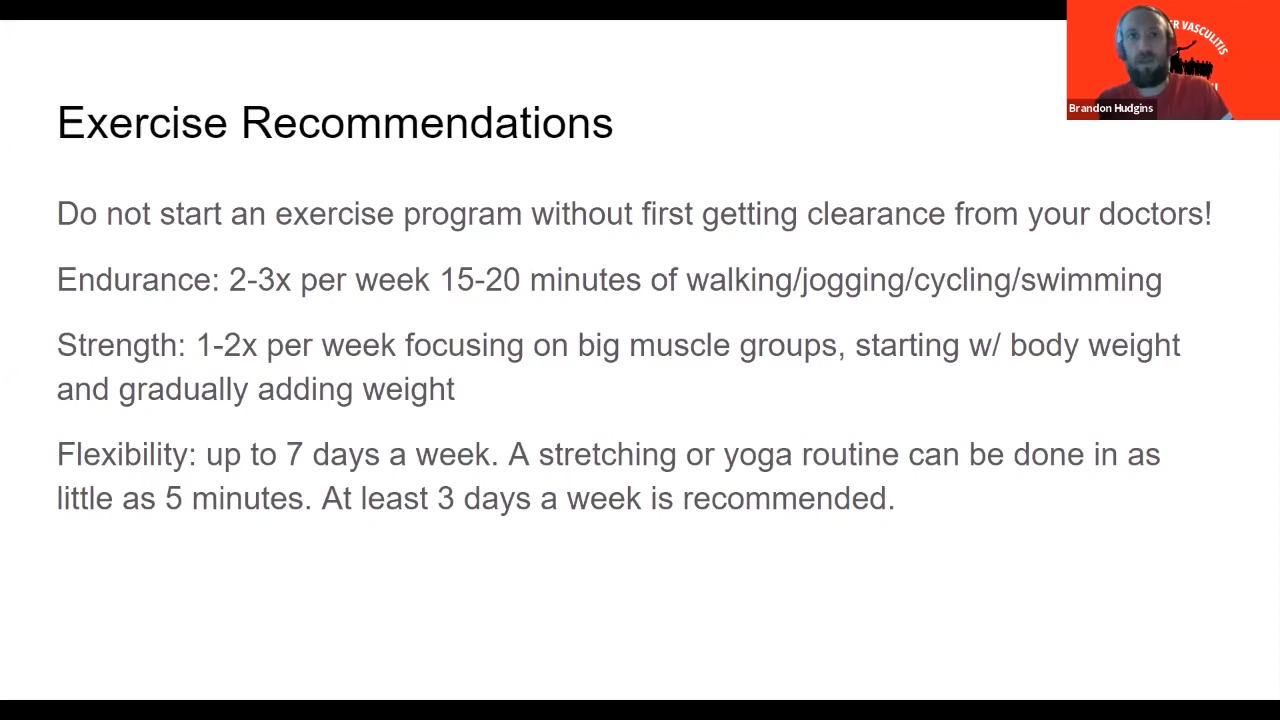 ER VASCULITIS
Brandon Hudgins
Exercise Recommendations
Do not start an exercise program without first getting clearance from your doctors!
Endurance: 2-3x per week 15-20 minutes of walking/jogging/cycling/swimming
Strength: 1-2x per week focusing on big muscle groups, starting w/ body weight
and gradually adding weight
Flexibility: up to 7 days a week. A stretching or yoga routine can be done in as
little as 5 minutes. At least 3 days a week is recommended.